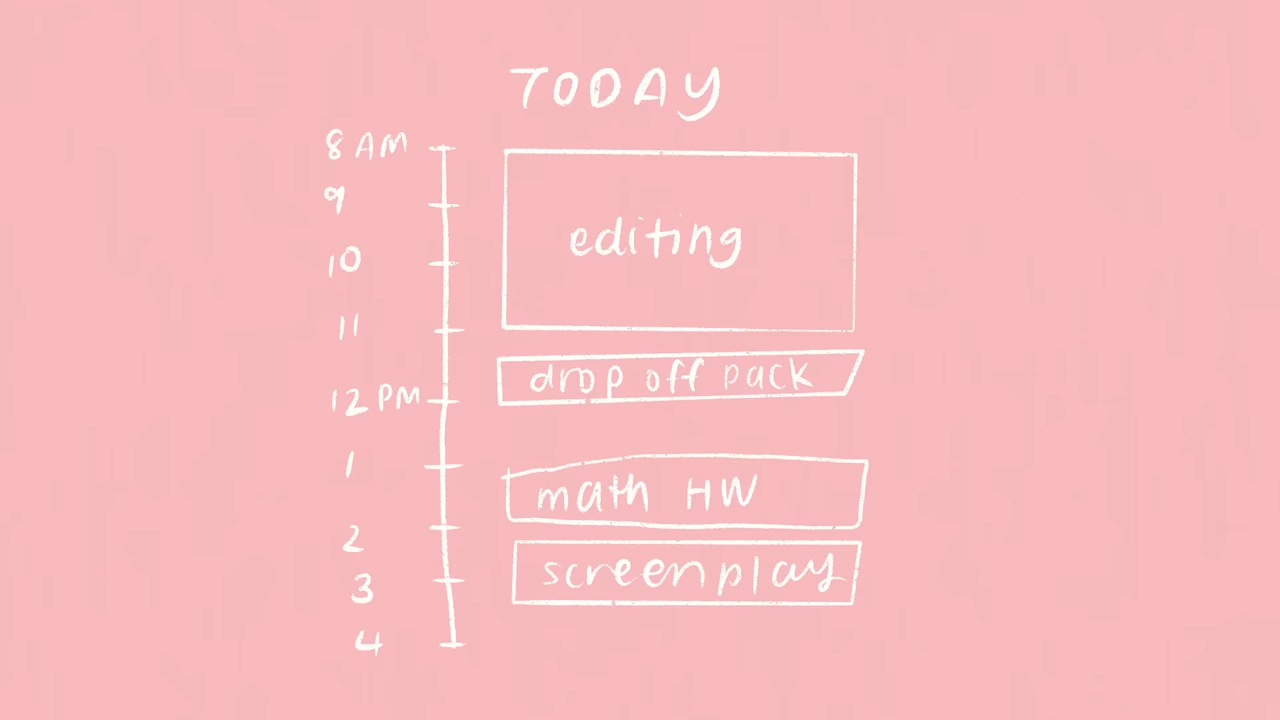 TODAY
8 AM
9
editing
10
11
drop off pack
12 PM
1
math HW
2
screenplay
3
4